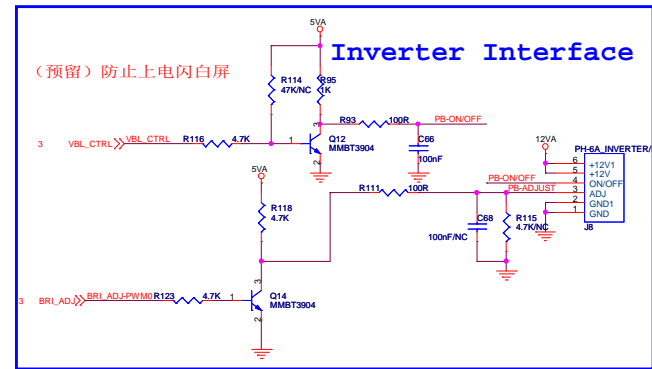 5VA
Inverter Interface
（预留）防止上电闪白屏
R114
47K/NC
R95
1K
3
R93
100R
PB-ON/OFF
3
VBL_CTRL
VBL_CTRL
R116
4.7K
1
Q12
MMBT3904
2
C66
100nF
12VA
PH-6A_INVERTER/
5VA
R118
4.7K
R111
100R
PB-ON/OFF
PB-ADJUST
6
5
4
3
2
1
+12V1
+12V
ON/OFF
ADJ
GND1
GND
J8
C68
100nF/NC
R115
4.7K/NC
3
BRI_ADJ
BRI_ADJ-PWM0
R123
4.7K
1
3
Q14
MMBT3904
2